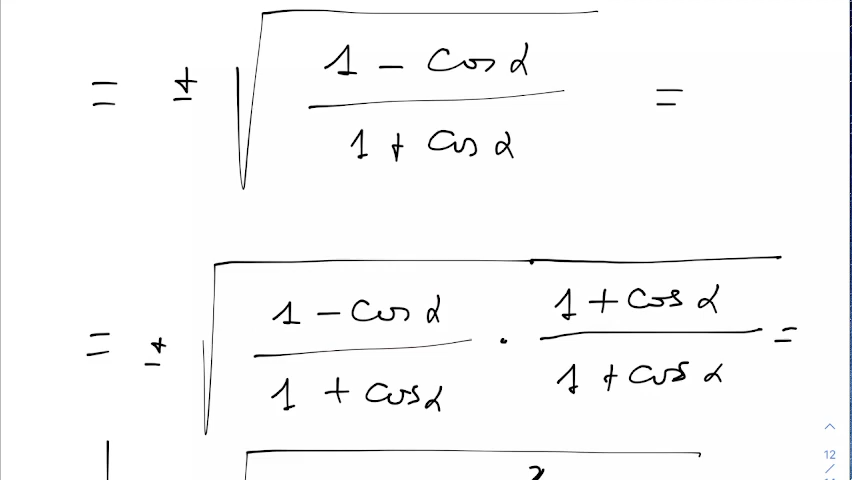 = ± √ 1 - cos α / 1 + cos α =
= ± √ 1 - cos α / 1 + cos α · 1 + cos α / 1 + cos α =
12
/